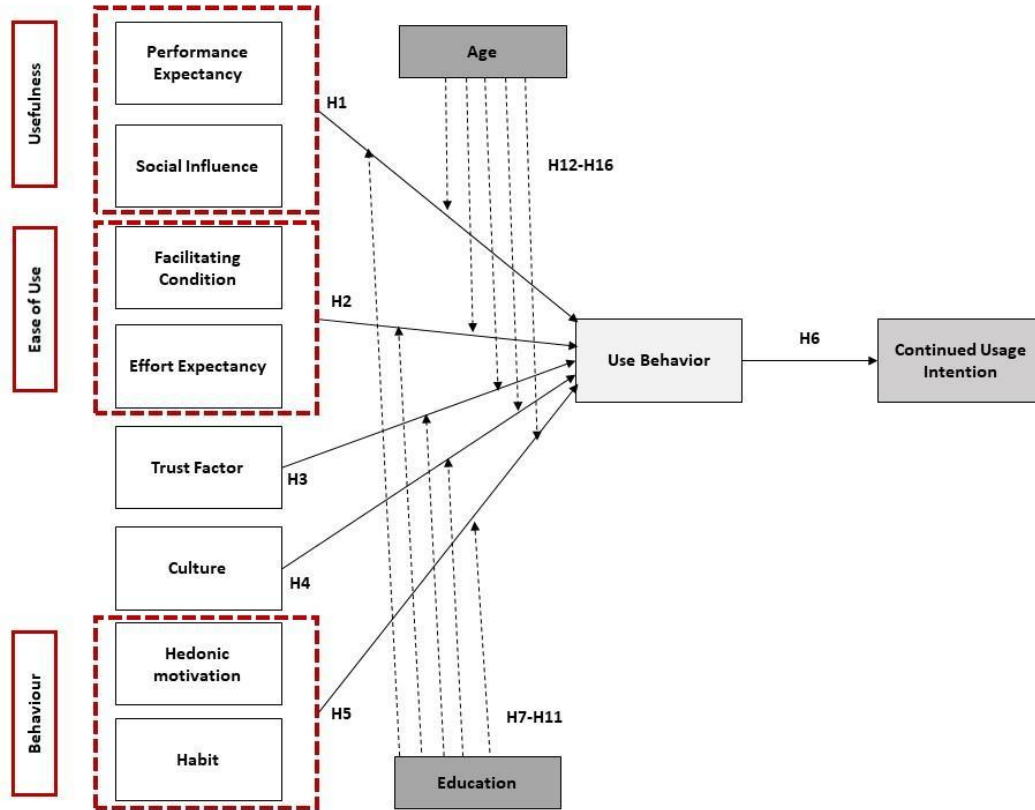 Usefulness
Performance
Expectancy
Social Influence
H1
Age
H12-H16
Ease of Use
Facilitating
Condition
Effort Expectancy
H2
Use Behavior
H6
Continued Usage
Intention
Trust Factor
H3
Culture
H4
Behaviour
Hedonic
motivation
Habit
H5
H7-H11
Education